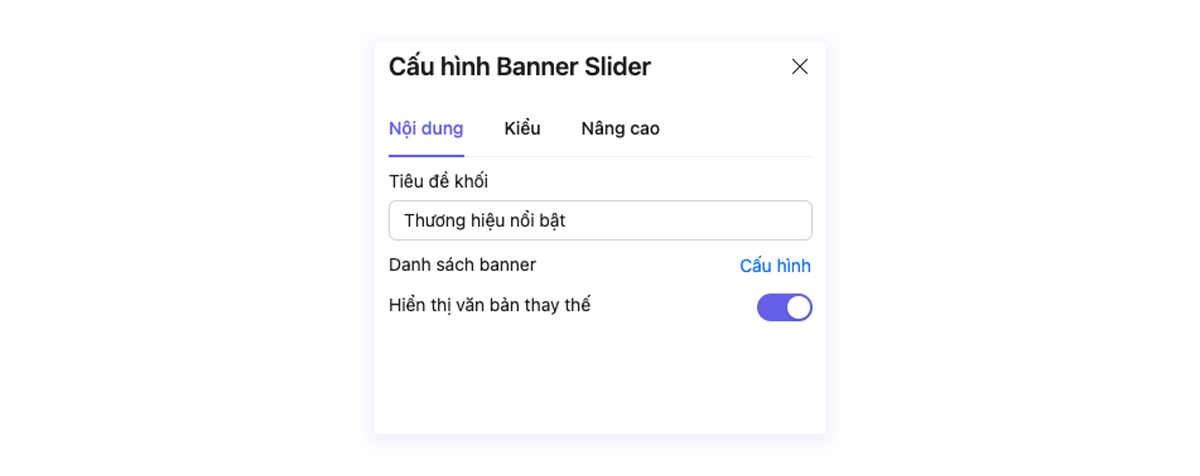 Cấu hình Banner Slider
Nội dung Kiểu Nâng cao
Tiêu đề khối
Thương hiệu nổi bật
Danh sách banner Cấu hình
Hiển thị văn bản thay thế